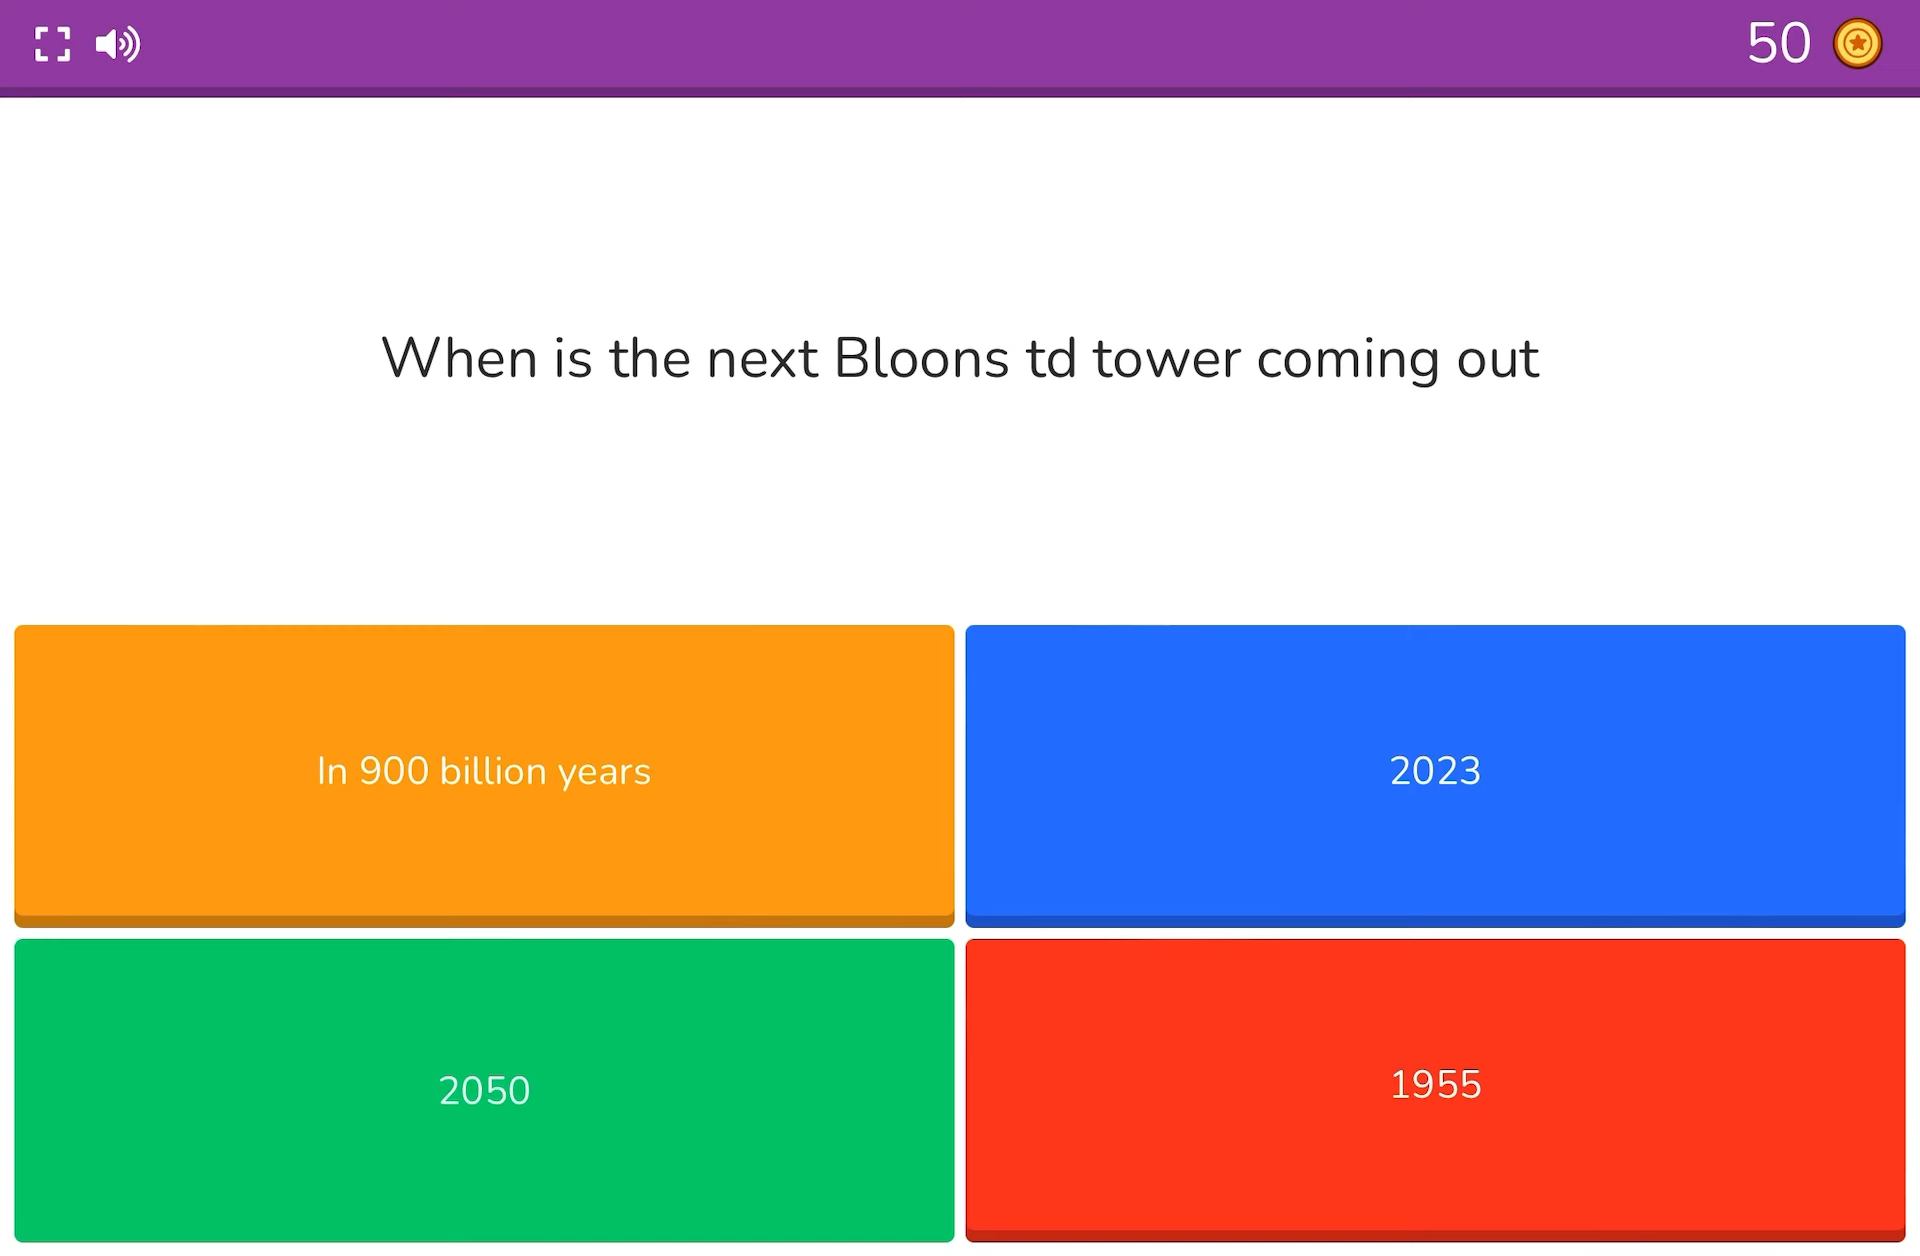 50
When is the next Bloons td tower coming out
In 900 billion years
2023
2050
1955